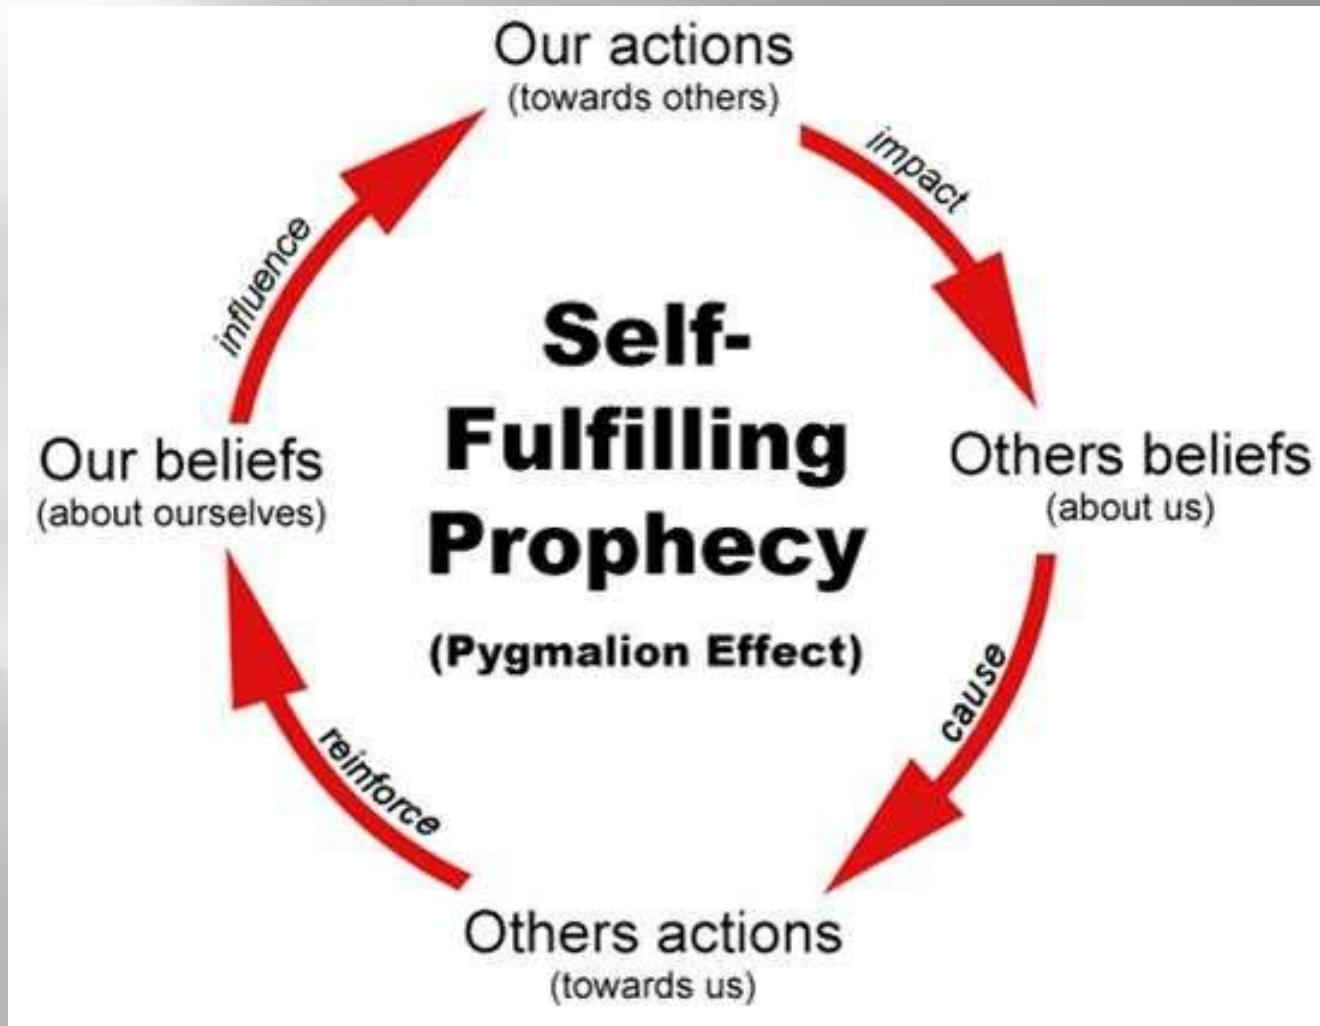 Our actions
(towards others)
impact
influence
Self-
Fulfilling
Prophecy
(Pygmalion Effect)
Our beliefs
(about ourselves)
Others beliefs
(about us)
cause
reinforce
Others actions
(towards us)